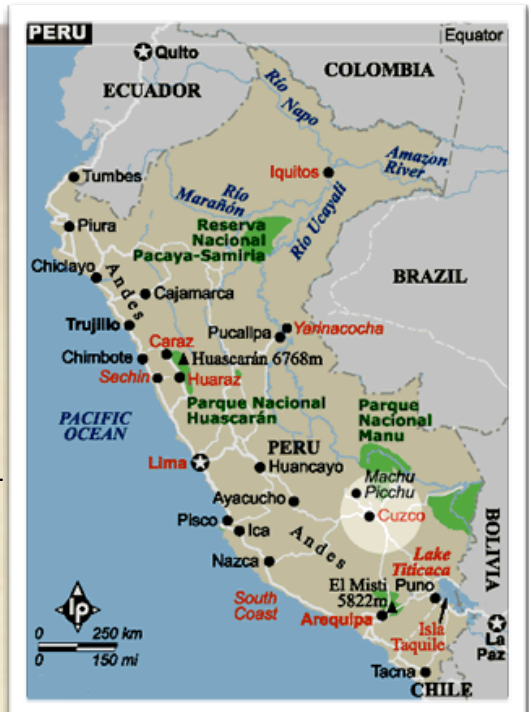 PERU
Equator
Quito
COLOMBIA
ECUADOR
Río
Napo
Iquitos
Amazon
River
Tumbes
Río
Marañón
Río Ucayali
Piura
Reserva
Nacional
Pacaya-Samiria
Chiclayo
Andes
BRAZIL
Cajamarca
Trujillo
Pucallpa
Yarinacocha
Caraz
Chimbote
Huascarán 6768m
Sechin
Huaraz
Parque Nacional
Huascarán
Parque
Nacional
Manu
PACIFIC
OCEAN
PERU
Lima
Huancayo
Machu
Picchu
Ayacucho
Cuzco
Pisco
Ica
Andes
BOLIVIA
Nazca
Lake
Titicaca
El Misti
5822m
Puno
South
Coast
Arequipa
Isla
Taquile
La
Paz
lp
0 250 km
0 150 mi
Tacna
CHILE